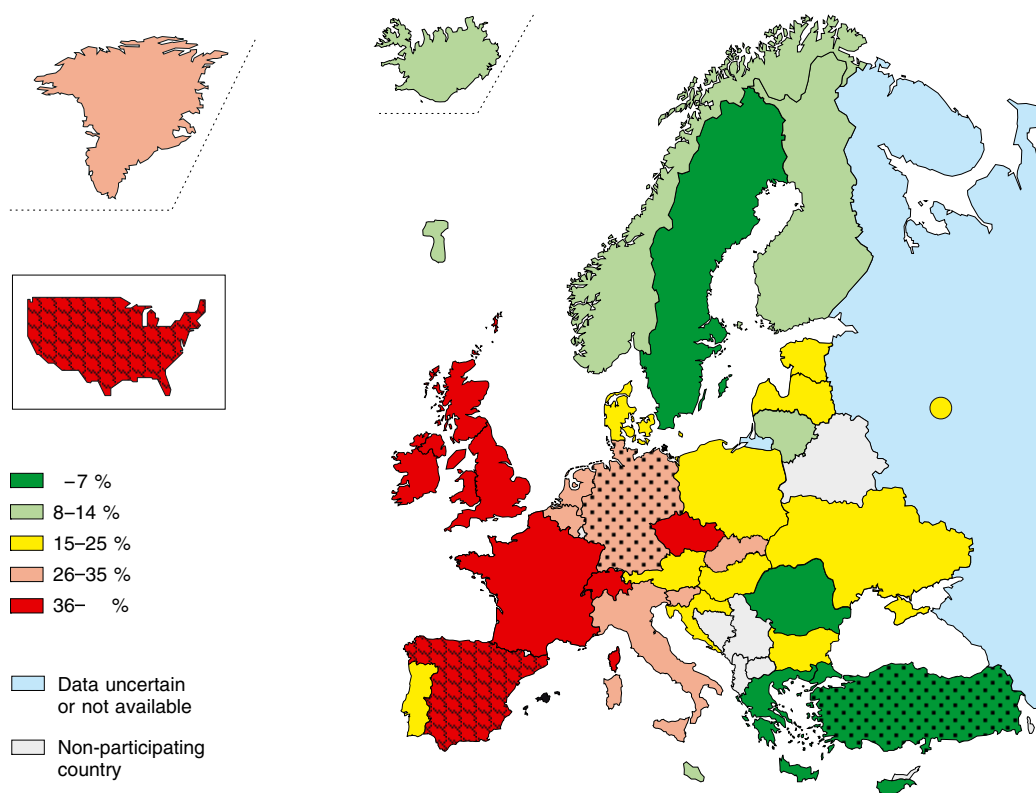 –7 %
8–14 %
15–25 %
26–35 %
36– %
Data uncertain
or not available
Non-participating
country